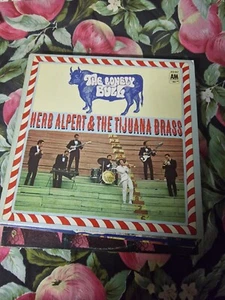 THE LONELY
BULL
A&M
HERB ALPERT & THE TIJUANA BRASS